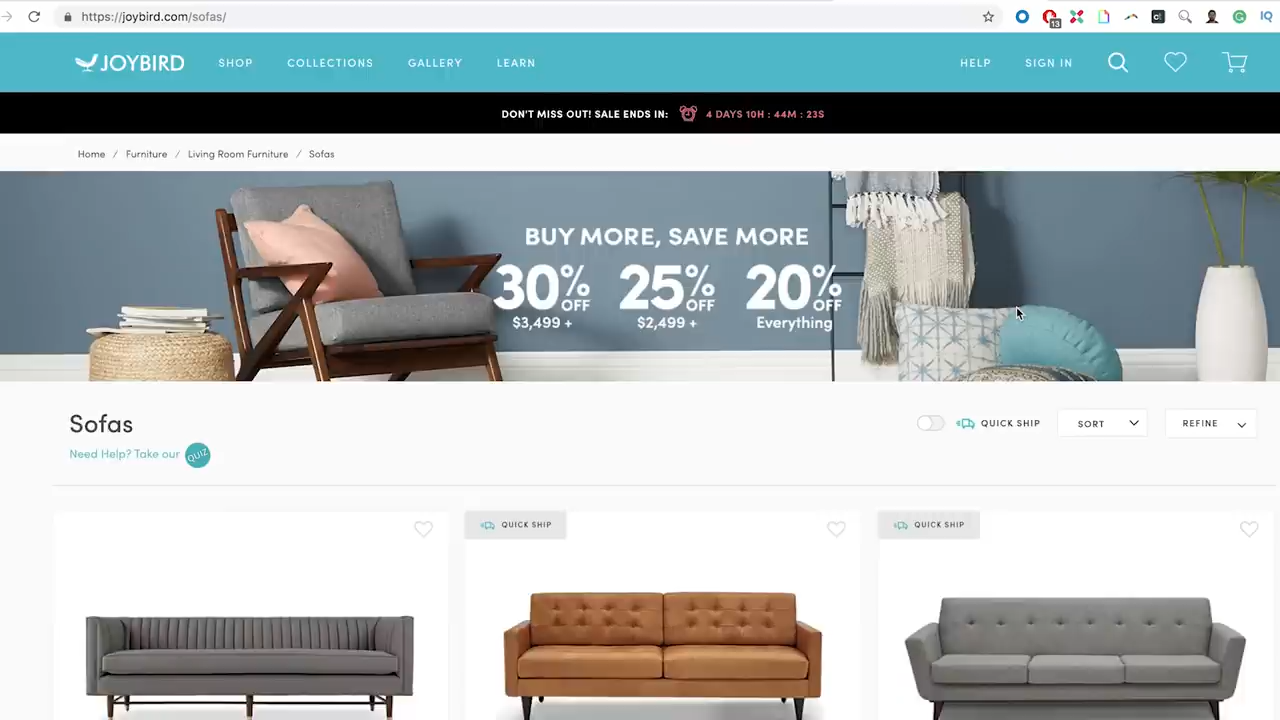 https://joybird.com/sofas/
13
IQ
JOYBIRD
SHOP
COLLECTIONS
GALLERY
LEARN
HELP
SIGN IN
DON'T MISS OUT! SALE ENDS IN:
4 DAYS 10H : 44M : 23S
Home / Furniture / Living Room Furniture / Sofas
BUY MORE, SAVE MORE
30% OFF
25% OFF
20% OFF
$3,499 +
$2,499 +
Everything
Sofas
QUICK SHIP
SORT
REFINE
Need Help? Take our QUIZ
QUICK SHIP
QUICK SHIP